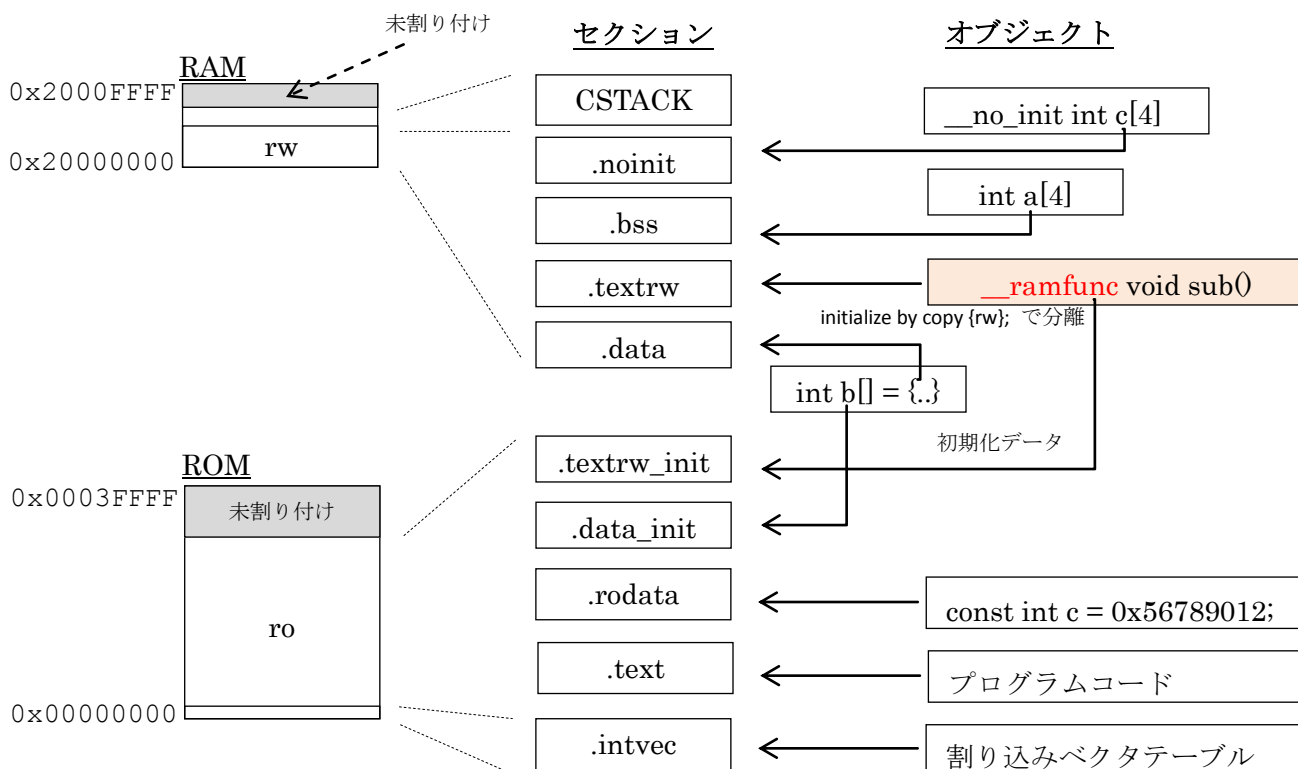 未割り付け
セクション
オブジェクト
RAM
0x2000FFFF
rw
0x20000000
CSTACK
__no_init int c[4]
.noinit
int a[4]
.bss
.textrw
__ramfunc void sub()
initialize by copy {rw}; で分離
.data
int b[] = {..}
初期化データ
.textrw_init
ROM
0x0003FFFF
未割り付け
.data_init
.rodata
const int c = 0x56789012;
ro
.text
プログラムコード
0x00000000
.intvec
割り込みベクタテーブル